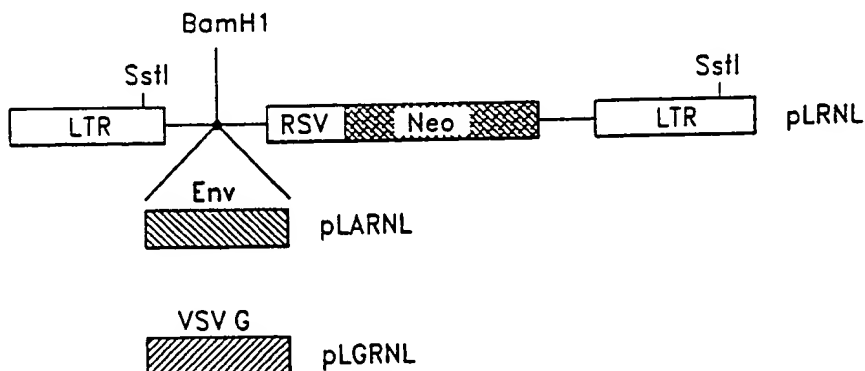 BamH1
SstI SstI
LTR RSV Neo LTR pLRNL
Env
pLARNL
VSV G
pLGRNL